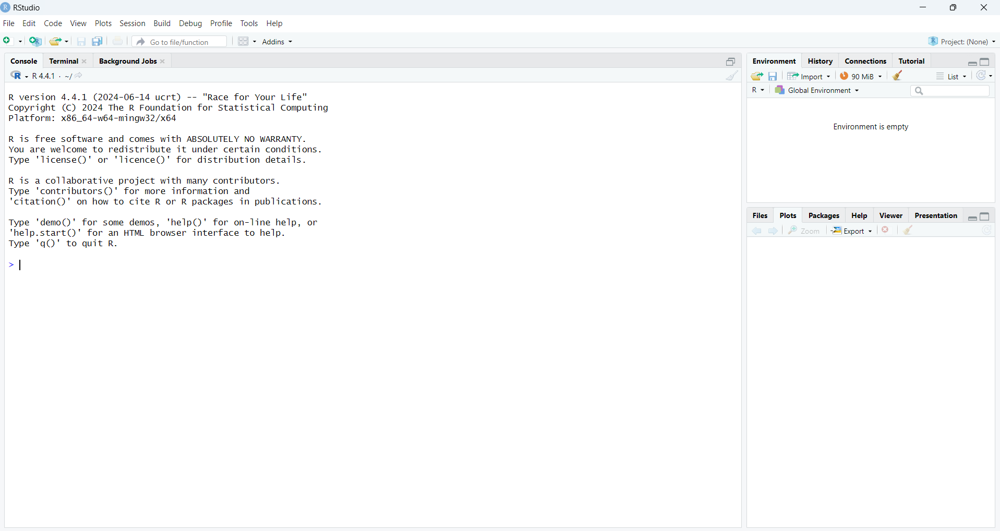 RStudio
File Edit Code View Plots Session Build Debug Profile Tools Help
Go to file/function Addins Project: (None)
Console Terminal Background Jobs
R 4.4.1 · ~/
R version 4.4.1 (2024-06-14 ucrt) -- "Race for Your Life"
Copyright (C) 2024 The R Foundation for Statistical Computing
Platform: x86_64-w64-mingw32/x64
R is free software and comes with ABSOLUTELY NO WARRANTY.
You are welcome to redistribute it under certain conditions.
Type 'license()' or 'licence()' for distribution details.
R is a collaborative project with many contributors.
Type 'contributors()' for more information and
'citation()' on how to cite R or R packages in publications.
Type 'demo()' for some demos, 'help()' for on-line help, or
'help.start()' for an HTML browser interface to help.
Type 'q()' to quit R.
>
Environment History Connections Tutorial
Import 90 MiB List
R Global Environment
Environment is empty
Files Plots Packages Help Viewer Presentation
Zoom Export